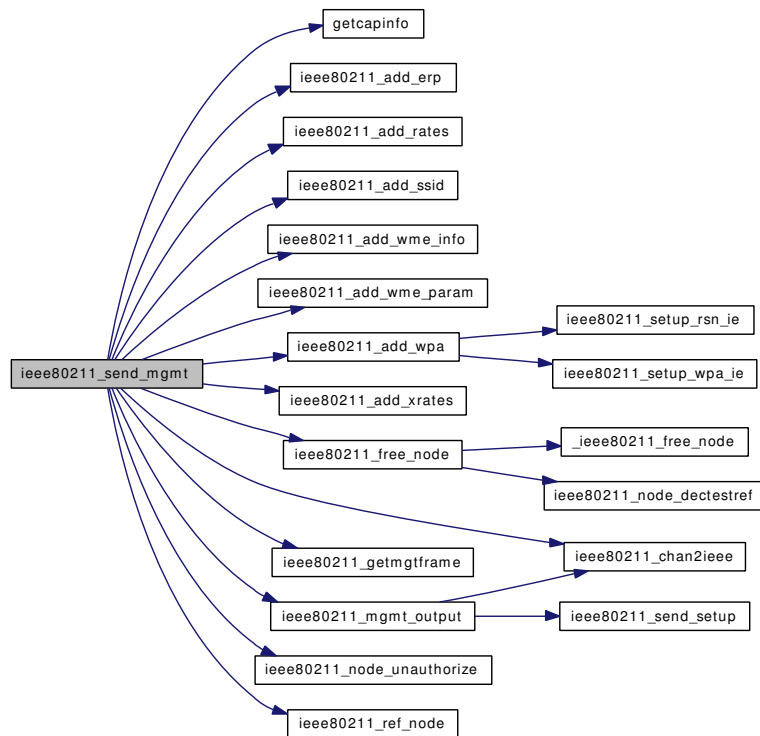 getcapinfo
ieee80211_add_erp
ieee80211_add_rates
ieee80211_add_ssid
ieee80211_add_wme_info
ieee80211_add_wme_param
ieee80211_setup_rsn_ie
ieee80211_add_wpa
ieee80211_send_mgmt
ieee80211_setup_wpa_ie
ieee80211_add_xrates
_ieee80211_free_node
ieee80211_free_node
ieee80211_node_dectestref
ieee80211_chan2ieee
ieee80211_getmgtframe
ieee80211_mgmt_output
ieee80211_send_setup
ieee80211_node_unauthorize
ieee80211_ref_node